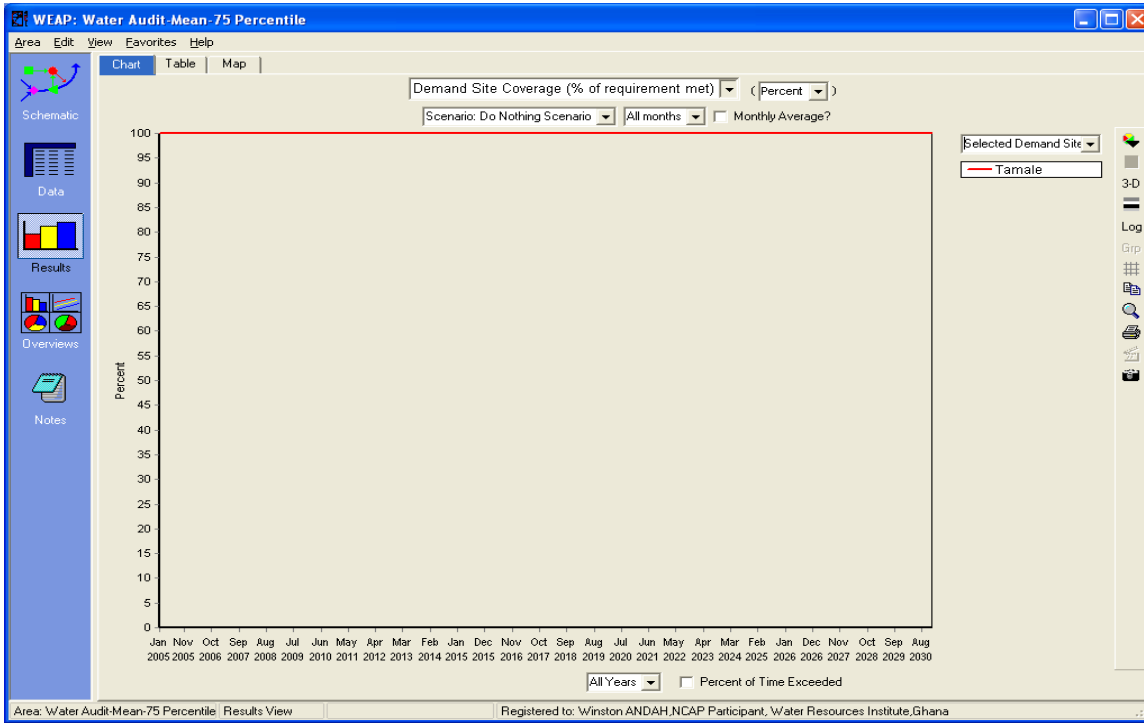 WEAP: Water Audit-Mean-75 Percentile
Area Edit View Favorites Help
Chart Table Map
Demand Site Coverage (% of requirement met) ( Percent )
Scenario: Do Nothing Scenario All months Monthly Average?
Schematic
Data
Results
Overviews
Notes
Percent
100
95
90
85
80
75
70
65
60
55
50
45
40
35
30
25
20
15
10
5
0
Jan Nov Oct Sep Aug Jul Jun May Apr Mar Feb Jan Dec Nov Oct Sep Aug Jul Jun May Apr Mar Feb Jan Dec Nov Oct Sep Aug
2005 2005 2006 2007 2008 2009 2010 2011 2012 2013 2014 2015 2015 2016 2017 2018 2019 2020 2021 2022 2023 2024 2025 2026 2026 2027 2028 2029 2030
Selected Demand Site
Tamale
3-D
Log
Grp
All Years Percent of Time Exceeded
Area: Water Audit-Mean-75 Percentile Results View Registered to: Winston ANDAH,NCAP Participant, Water Resources Institute,Ghana